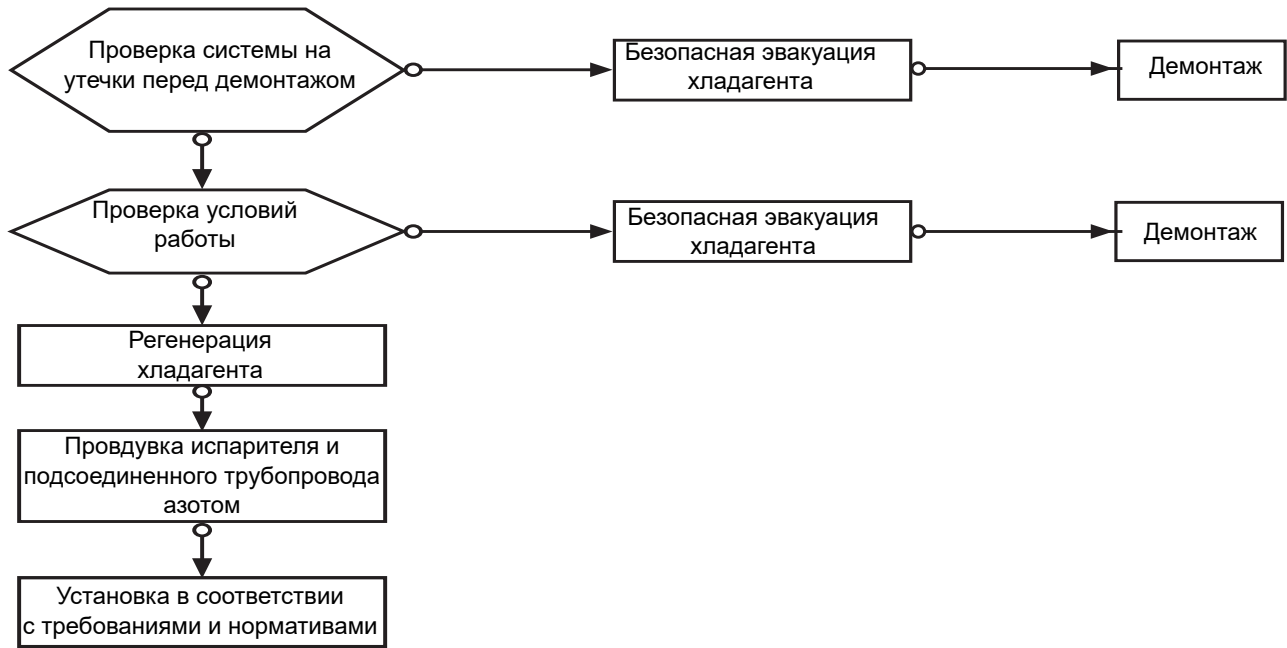 Проверка системы на
утечки перед демонтажом
Безопасная эвакуация
хладагента
Демонтаж
Проверка условий
работы
Безопасная эвакуация
хладагента
Демонтаж
Регенерация
хладагента
Провдувка испарителя и
подсоединенного трубопровода
азотом
Установка в соответствии
с требованиями и нормативами